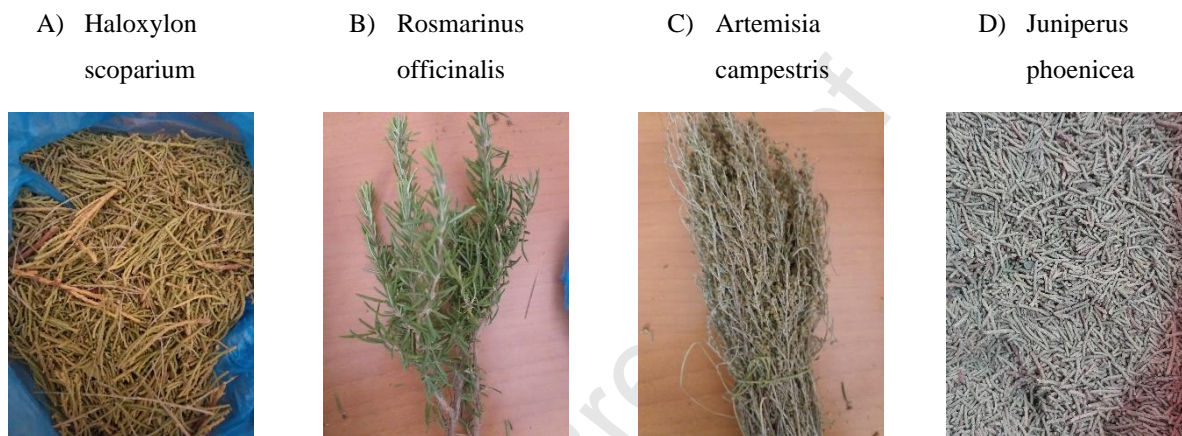 A) Haloxylon
scoparium
B) Rosmarinus
officinalis
C) Artemisia
campestris
D) Juniperus
phoenicea